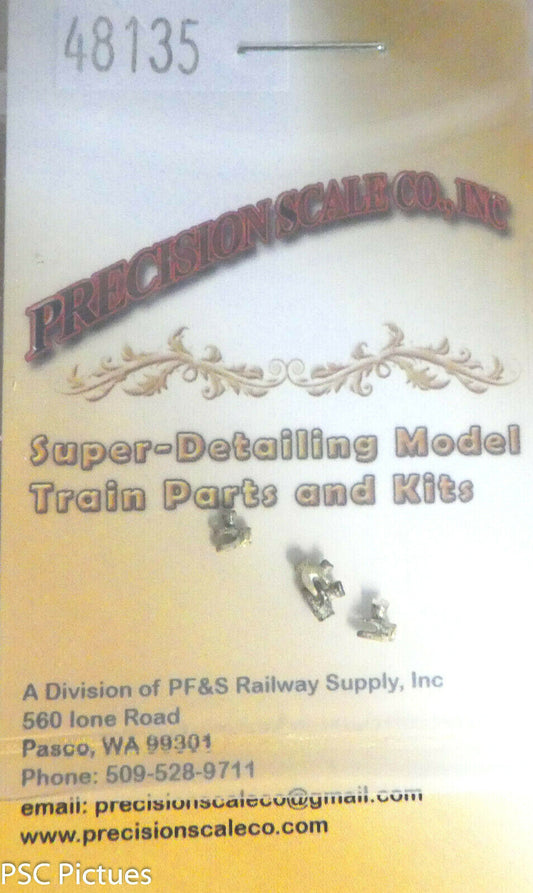 48135
PRECISION SCALE CO., INC
Super-Detailing Model
Train Parts and Kits
A Division of PF&S Railway Supply, Inc
560 Ione Road
Pasco, WA 99301
Phone: 509-528-9711
email: precisionscaleco@gmail.com
www.precisionscaleco.com
PSC Pictues